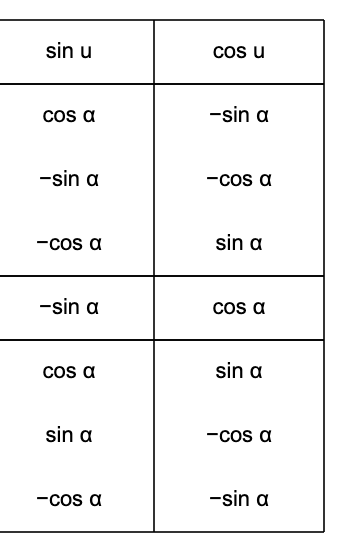 sin u cos u
cos α −sin α
−sin α −cos α
−cos α sin α
−sin α cos α
cos α sin α
sin α −cos α
−cos α −sin α